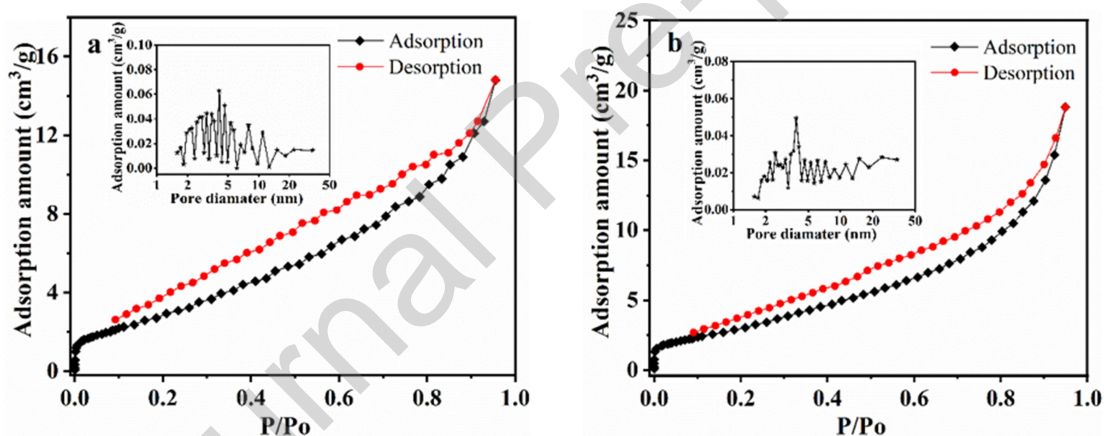 a
Adsorption
Desorption
Adsorption amount (cm³/g)
16
12
8
4
0
0.0 0.2 0.4 0.6 0.8 1.0
P/Po
Adsorption amount (cm³/g)
0.10
0.08
0.06
0.04
0.02
0.00
1 2 5 10 20 50
Pore diamater (nm)
b
Adsorption
Desorption
Adsorption amount (cm³/g)
25
20
15
10
5
0
0.0 0.2 0.4 0.6 0.8 1.0
P/Po
Adsorption amount (cm³/g)
0.08
0.06
0.04
0.02
0.00
1 2 5 10 20 50
Pore diamater (nm)
urnal Pre-p